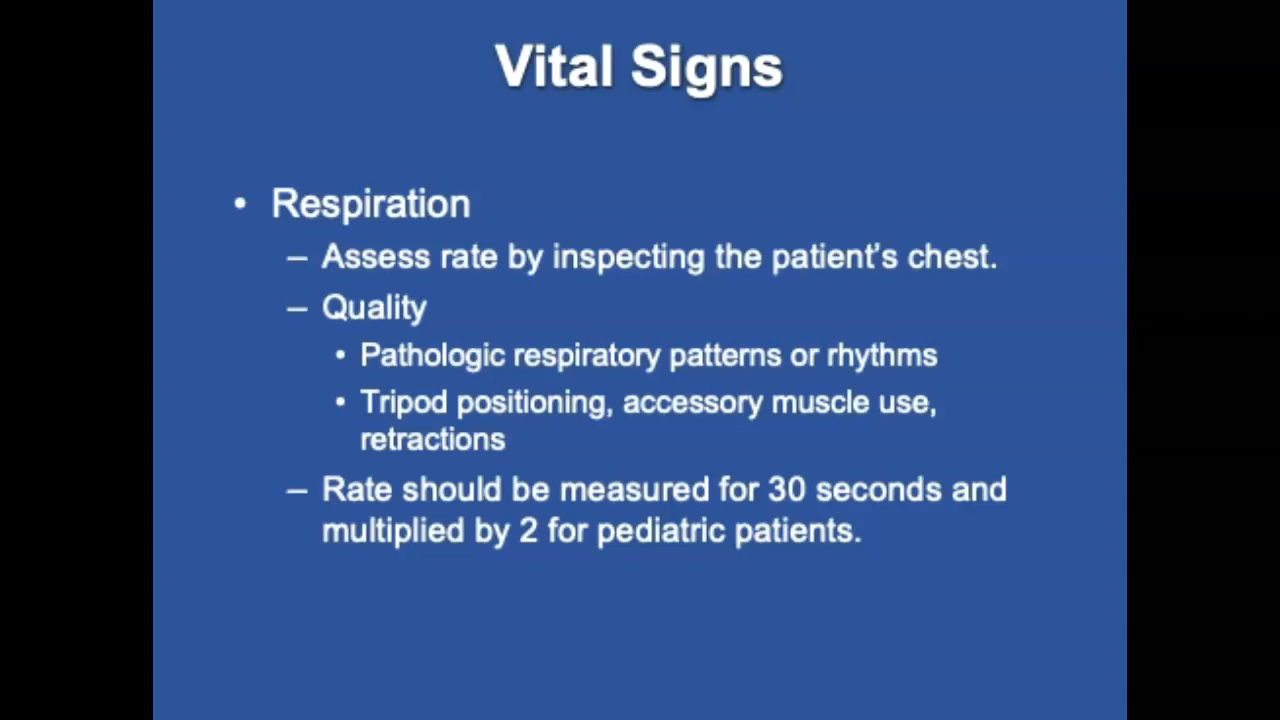 Vital Signs
• Respiration
– Assess rate by inspecting the patient’s chest.
– Quality
• Pathologic respiratory patterns or rhythms
• Tripod positioning, accessory muscle use,
retractions
– Rate should be measured for 30 seconds and
multiplied by 2 for pediatric patients.